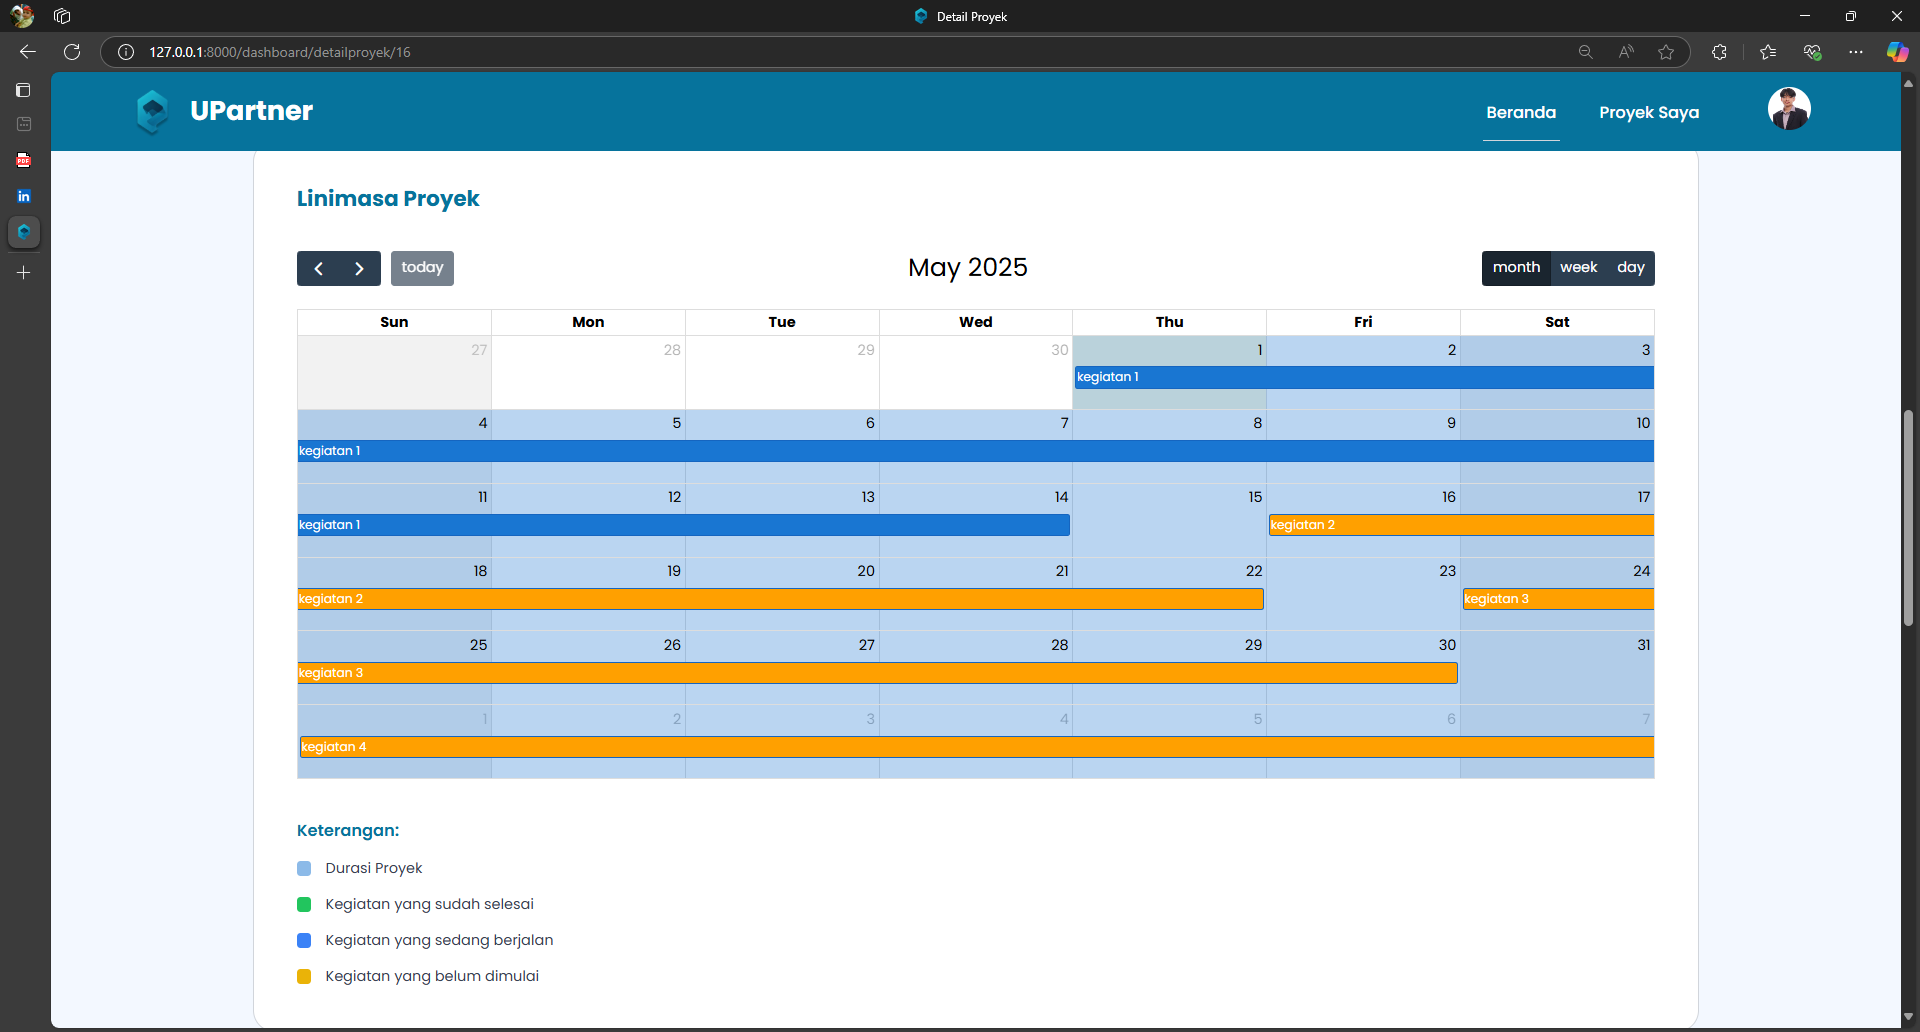 Detail Proyek
127.0.0.1:8000/dashboard/detailproyek/16
PDF
in
UPartner
Beranda
Proyek Saya
Linimasa Proyek
today
May 2025
month week day
Sun Mon Tue Wed Thu Fri Sat
27 28 29 30 1 2 3
kegiatan 1
4 5 6 7 8 9 10
kegiatan 1
11 12 13 14 15 16 17
kegiatan 1 kegiatan 2
18 19 20 21 22 23 24
kegiatan 2 kegiatan 3
25 26 27 28 29 30 31
kegiatan 3
1 2 3 4 5 6 7
kegiatan 4
Keterangan:
Durasi Proyek
Kegiatan yang sudah selesai
Kegiatan yang sedang berjalan
Kegiatan yang belum dimulai